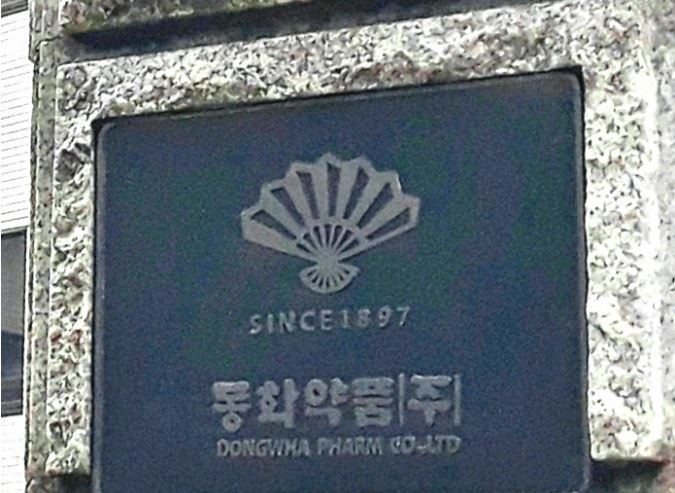 SINCE1897
동화약품(주)
DONGWHA PHARM CO.,LTD